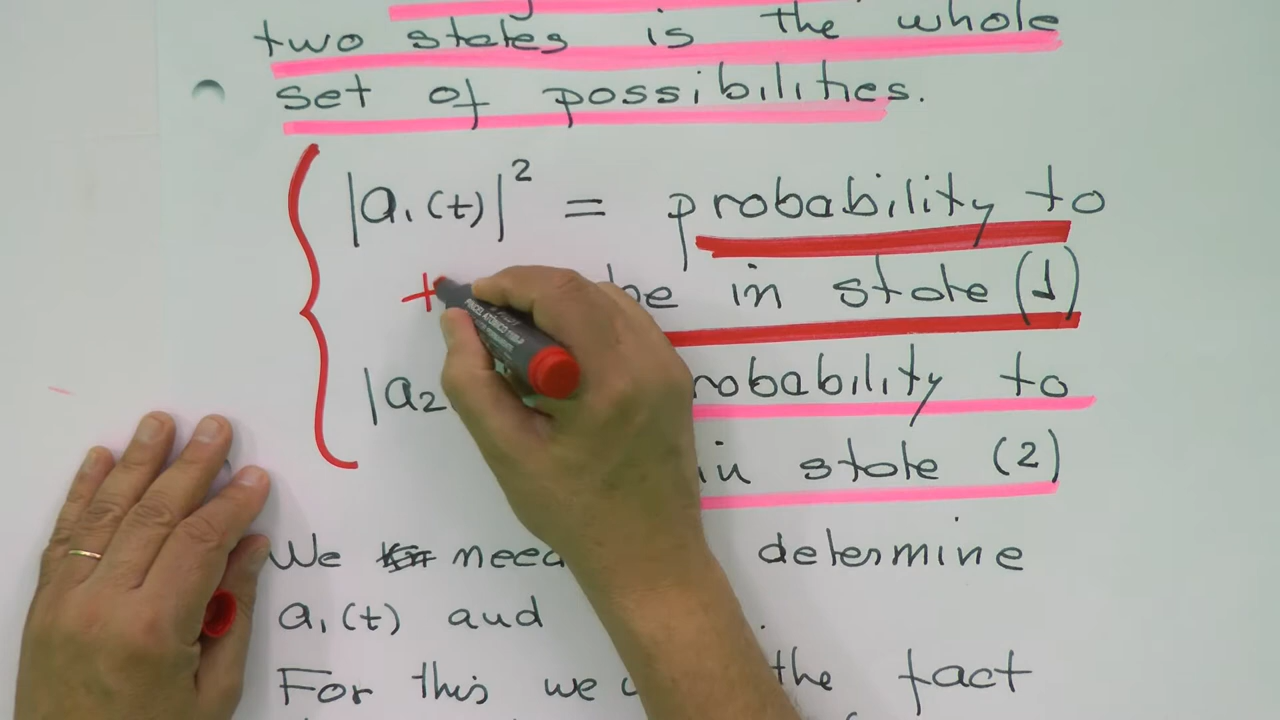 two states is the whole
set of possibilities.
|a₁(t)|² = probability to
+ be in state (1)
|a₂ robability to
in state (2)
We need determine
a₁(t) and
For this we the fact